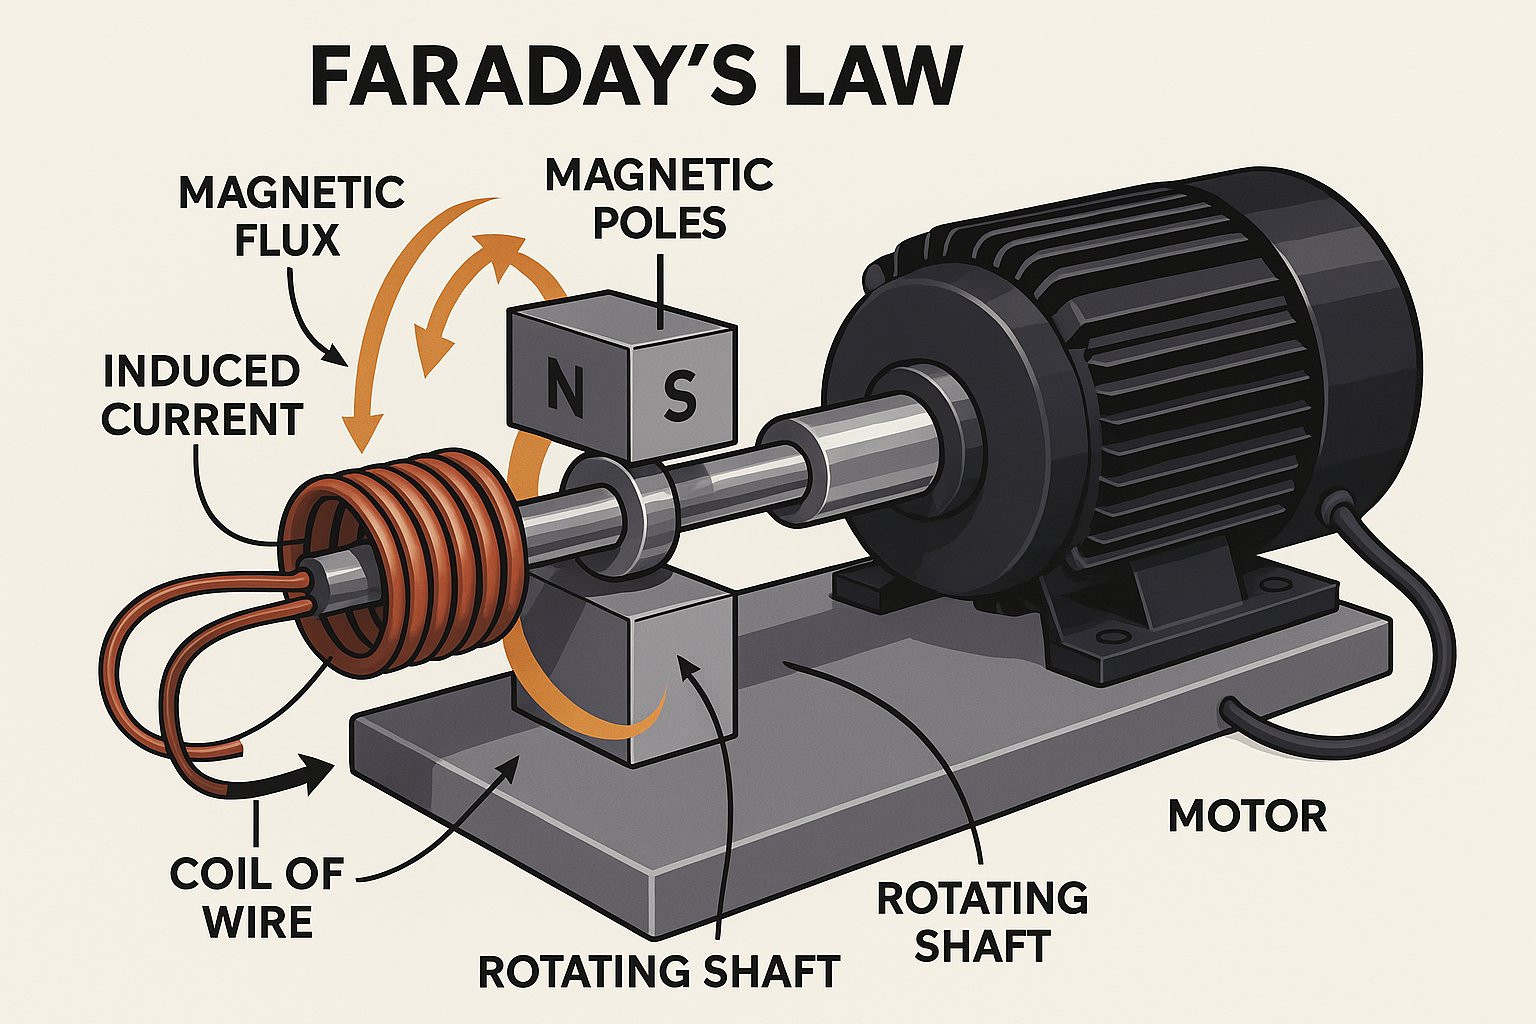 FARADAY'S LAW
MAGNETIC
FLUX
MAGNETIC
POLES
INDUCED
CURRENT
N
S
COIL OF
WIRE
ROTATING SHAFT
ROTATING
SHAFT
MOTOR